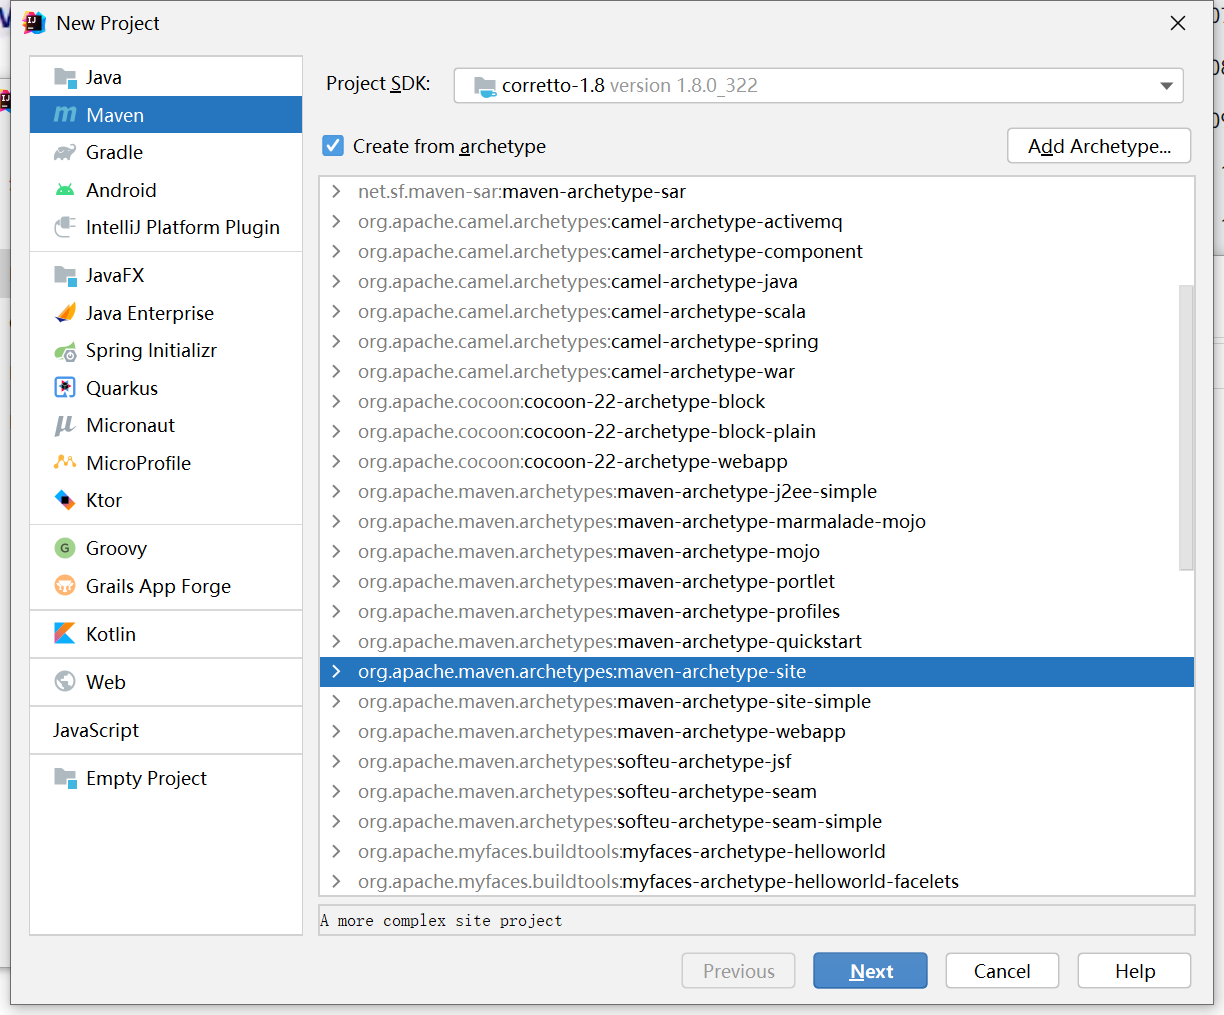 New Project
Java
Maven
Gradle
Android
IntelliJ Platform Plugin
JavaFX
Java Enterprise
Spring Initializr
Quarkus
Micronaut
MicroProfile
Ktor
Groovy
Grails App Forge
Kotlin
Web
JavaScript
Empty Project
Project SDK:
corretto-1.8 version 1.8.0_322
Create from archetype
Add Archetype...
net.sf.maven-sar:maven-archetype-sar
org.apache.camel.archetypes:camel-archetype-activemq
org.apache.camel.archetypes:camel-archetype-component
org.apache.camel.archetypes:camel-archetype-java
org.apache.camel.archetypes:camel-archetype-scala
org.apache.camel.archetypes:camel-archetype-spring
org.apache.camel.archetypes:camel-archetype-war
org.apache.cocoon:cocoon-22-archetype-block
org.apache.cocoon:cocoon-22-archetype-block-plain
org.apache.cocoon:cocoon-22-archetype-webapp
org.apache.maven.archetypes:maven-archetype-j2ee-simple
org.apache.maven.archetypes:maven-archetype-marmalade-mojo
org.apache.maven.archetypes:maven-archetype-mojo
org.apache.maven.archetypes:maven-archetype-portlet
org.apache.maven.archetypes:maven-archetype-profiles
org.apache.maven.archetypes:maven-archetype-quickstart
org.apache.maven.archetypes:maven-archetype-site
org.apache.maven.archetypes:maven-archetype-site-simple
org.apache.maven.archetypes:maven-archetype-webapp
org.apache.maven.archetypes:softeu-archetype-jsf
org.apache.maven.archetypes:softeu-archetype-seam
org.apache.maven.archetypes:softeu-archetype-seam-simple
org.apache.myfaces.buildtools:myfaces-archetype-helloworld
org.apache.myfaces.buildtools:myfaces-archetype-helloworld-facelets
A more complex site project
Previous
Next
Cancel
Help